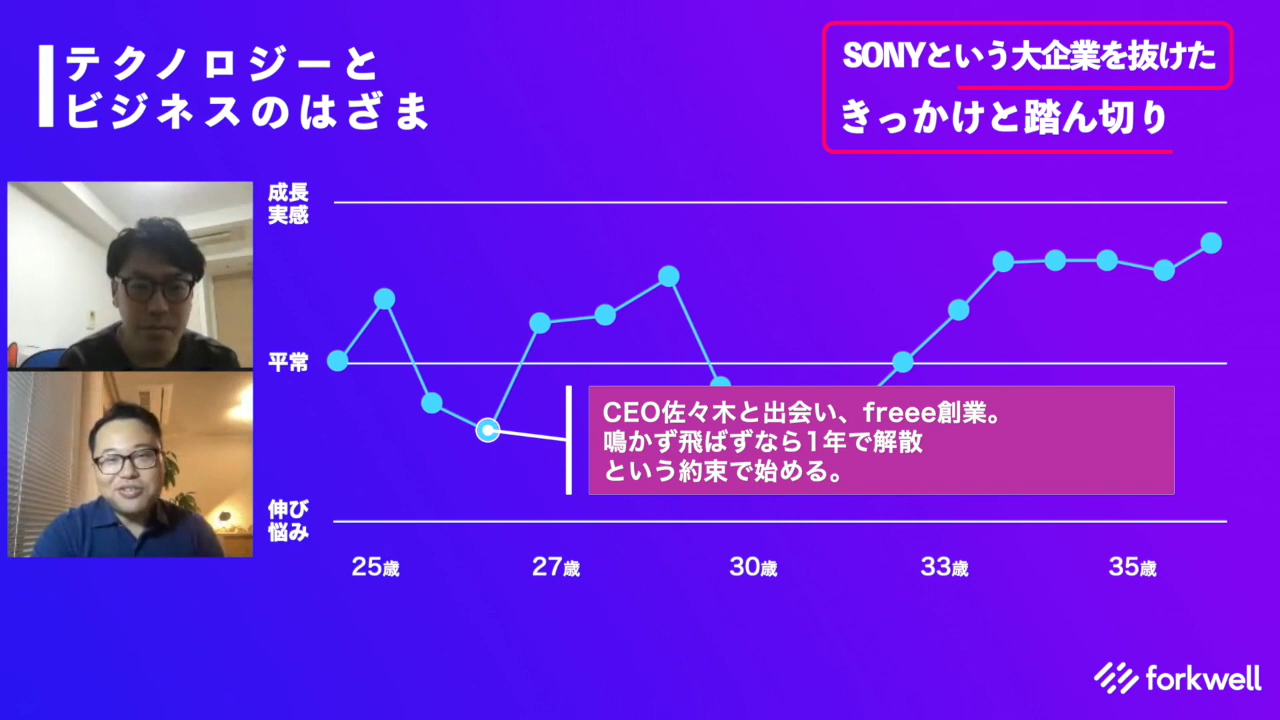 テクノロジーと
ビジネスのはざま
SONYという大企業を抜けた
きっかけと踏ん切り
成長
実感
平常
伸び
悩み
CEO佐々木と出会い、freee創業。
鳴かず飛ばずなら1年で解散
という約束で始める。
25歳
27歳
30歳
33歳
35歳
forkwell